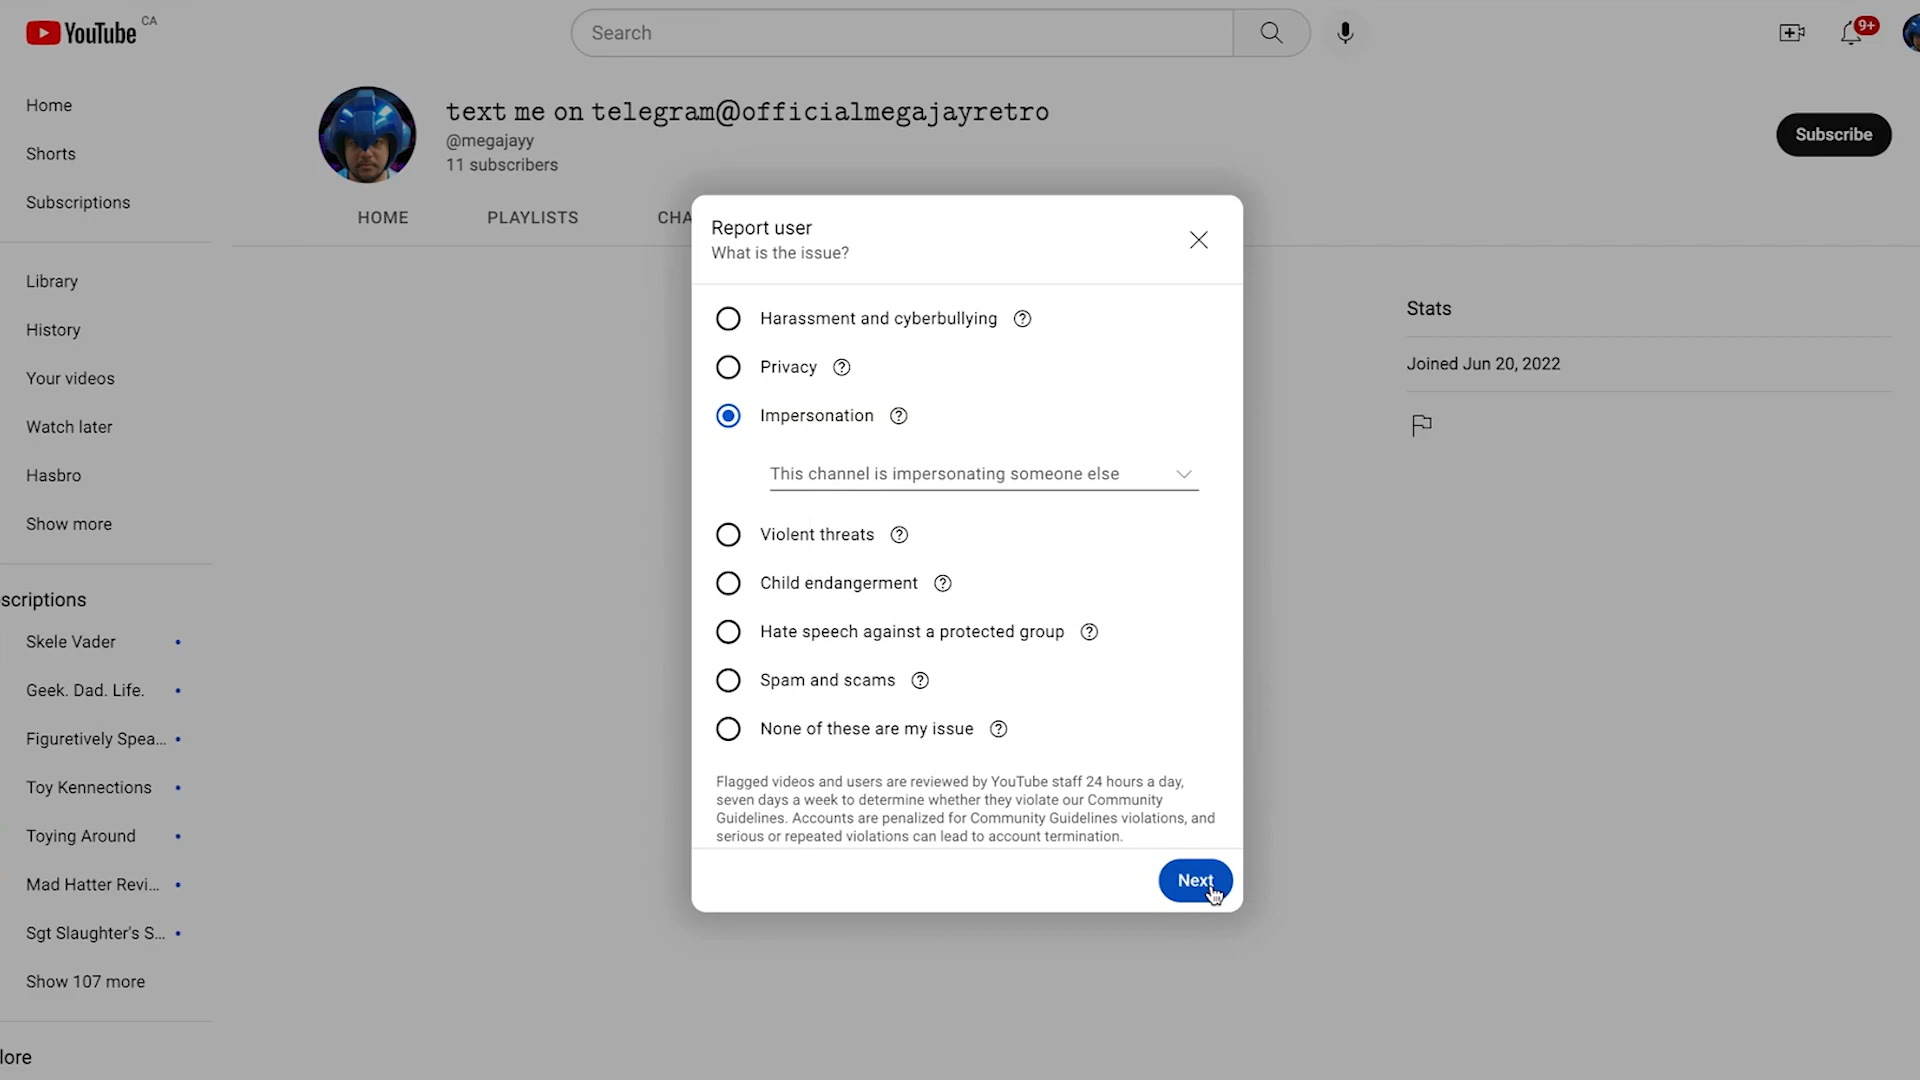 YouTube CA
Search
9+
Home
Shorts
Subscriptions
Library
History
Your videos
Watch later
Hasbro
Show more
scriptions
Skele Vader
Geek. Dad. Life.
Figuretively Spea...
Toy Kennections
Toying Around
Mad Hatter Revi...
Sgt Slaughter's S...
Show 107 more
lore
text me on telegram@officialmegajayretro
@megajayy
11 subscribers
Subscribe
HOME
PLAYLISTS
CHA
Report user
What is the issue?
Harassment and cyberbullying
Privacy
Impersonation
This channel is impersonating someone else
Violent threats
Child endangerment
Hate speech against a protected group
Spam and scams
None of these are my issue
Flagged videos and users are reviewed by YouTube staff 24 hours a day,
seven days a week to determine whether they violate our Community
Guidelines. Accounts are penalized for Community Guidelines violations, and
serious or repeated violations can lead to account termination.
Next
Stats
Joined Jun 20, 2022